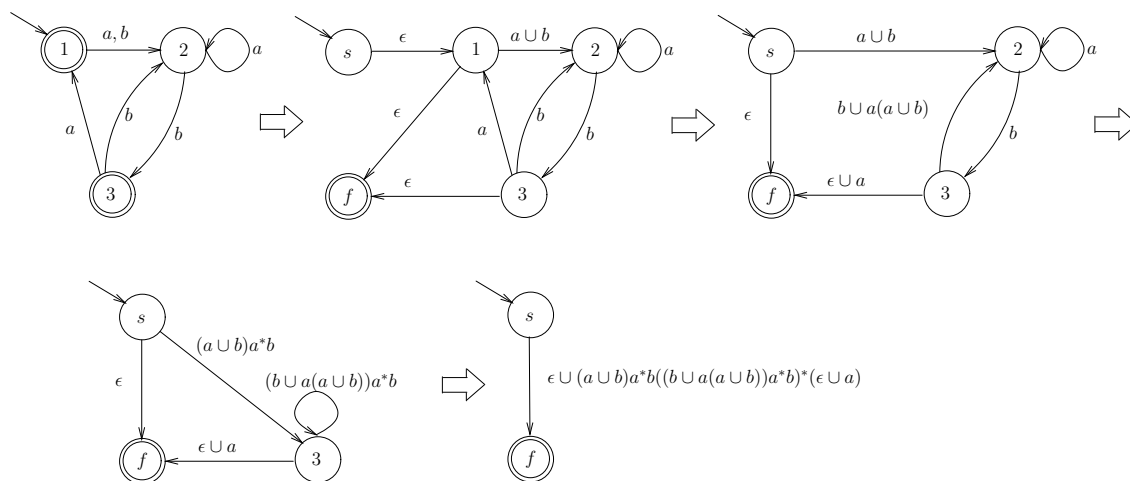 1
a, b
2
a
a
b
b
3
s
ϵ
1
a ∪ b
2
a
ϵ
a
b
b
ϵ
f
3
s
a ∪ b
2
a
ϵ
b ∪ a(a ∪ b)
b
ϵ ∪ a
f
3
s
(a ∪ b)a*b
ϵ
(b ∪ a(a ∪ b))a*b
ϵ ∪ a
f
3
s
ϵ ∪ (a ∪ b)a*b((b ∪ a(a ∪ b))a*b)*(ϵ ∪ a)
f